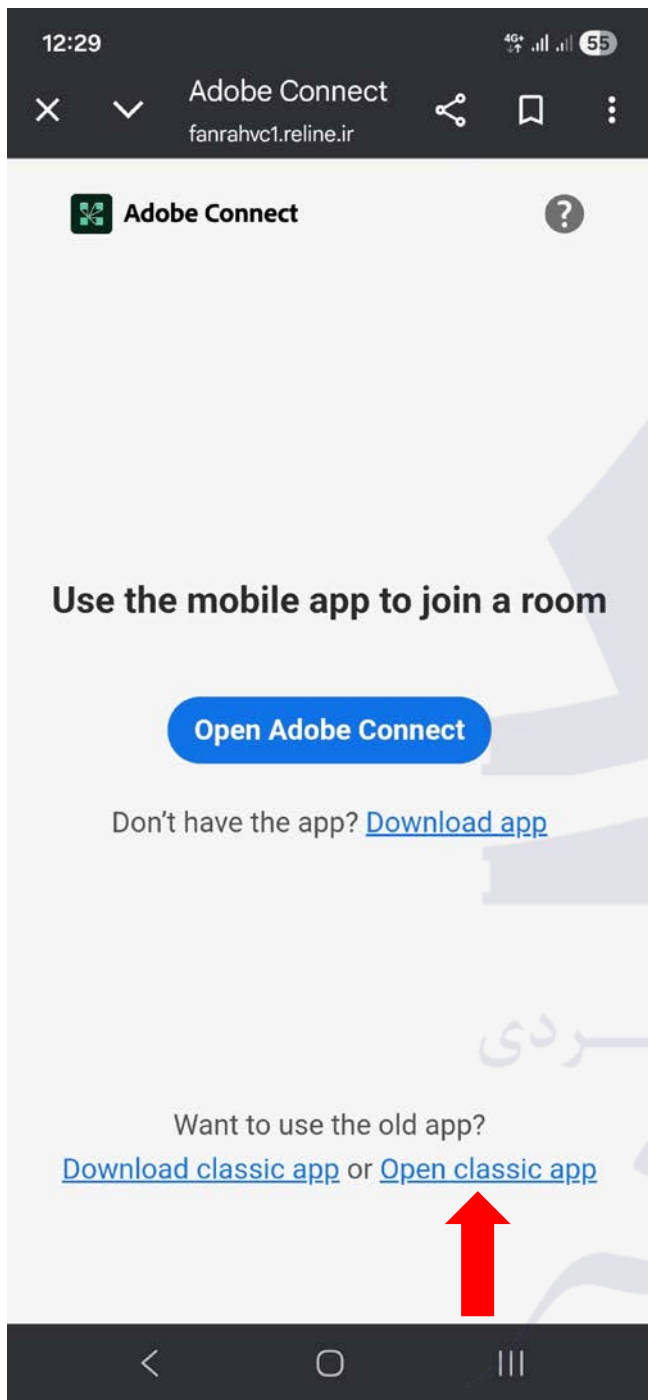 12:29
4G+
55
Adobe Connect
fanrahvc1.reline.ir
Adobe Connect
?
Use the mobile app to join a room
Open Adobe Connect
Don't have the app? Download app
ردی
Want to use the old app?
Download classic app or Open classic app